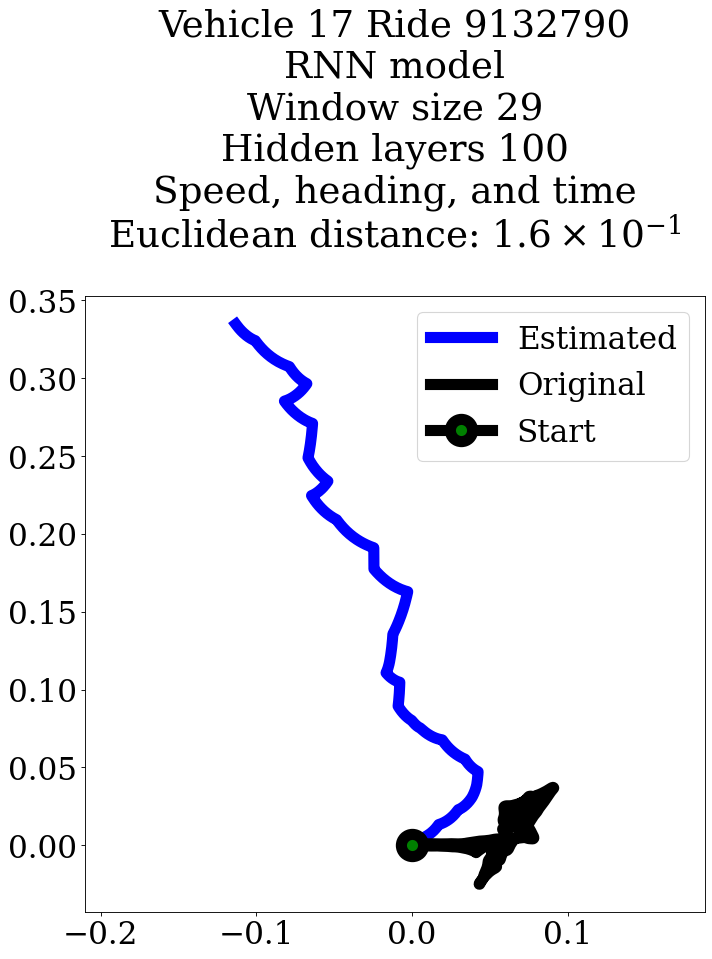 Vehicle 17 Ride 9132790
RNN model
Window size 29
Hidden layers 100
Speed, heading, and time
Euclidean distance: 1.6 × 10⁻¹
Estimated
Original
Start
0.35
0.30
0.25
0.20
0.15
0.10
0.05
0.00
−0.2 −0.1 0.0 0.1